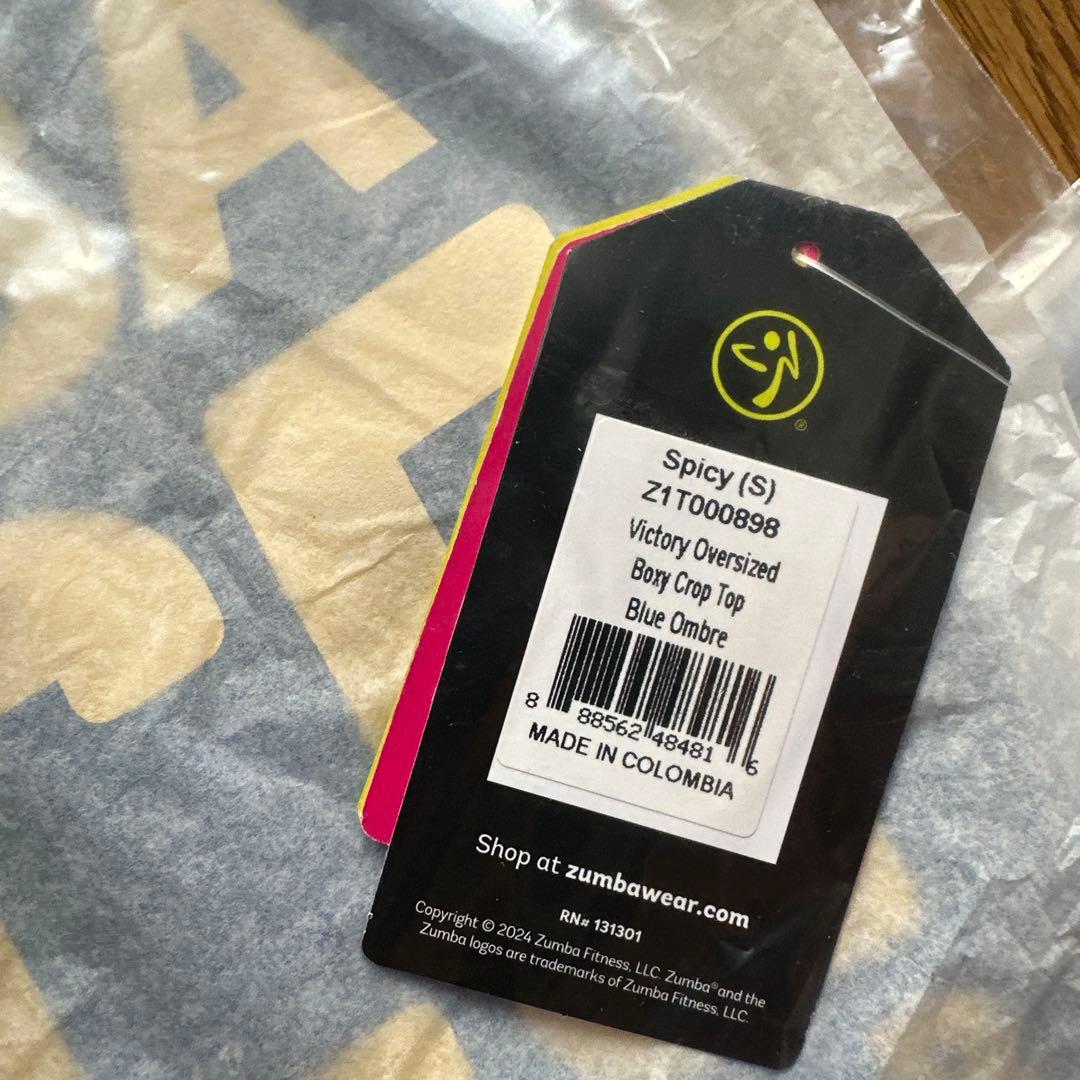 A
Spicy (S)
Z1T000898
Victory Oversized
Boxy Crop Top
Blue Ombre
8 88562 48481 6
MADE IN COLOMBIA
Shop at zumbawear.com
RN# 131301
Copyright © 2024 Zumba Fitness, LLC. Zumba® and the
Zumba logos are trademarks of Zumba Fitness, LLC.